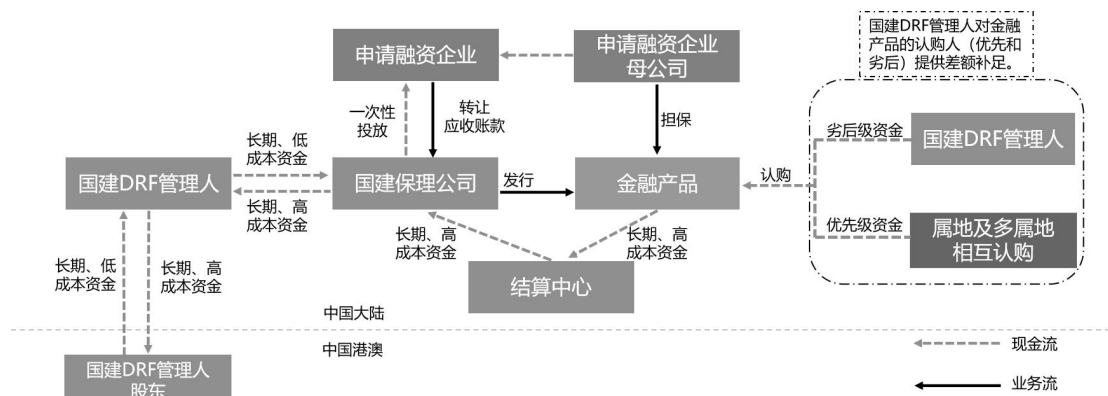 国建DRF管理人对金融
产品的认购人（优先和
劣后）提供差额补足。
申请融资企业
申请融资企业
母公司
一次性
投放
转让
应收账款
担保
长期、低
成本资金
劣后级资金
国建DRF管理人
国建DRF管理人
国建保理公司
发行
金融产品
认购
长期、高
成本资金
优先级资金
属地及多属地
相互认购
长期、高
成本资金
长期、高
成本资金
长期、低
成本资金
长期、高
成本资金
结算中心
中国大陆
中国港澳
现金流
国建DRF管理人
股东
业务流